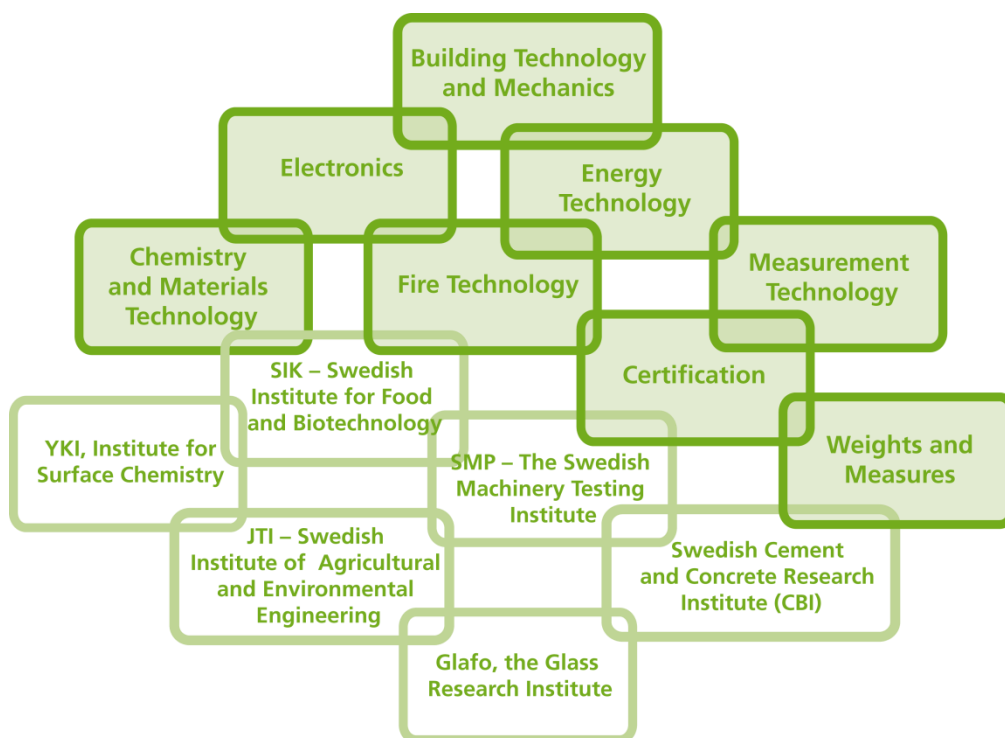 Building Technology
and Mechanics
Electronics
Energy
Technology
Chemistry
and Materials
Technology
Fire Technology
Measurement
Technology
SIK – Swedish
Institute for Food
and Biotechnology
Certification
YKI, Institute for
Surface Chemistry
SMP – The Swedish
Machinery Testing
Institute
Weights and
Measures
JTI – Swedish
Institute of Agricultural
and Environmental
Engineering
Swedish Cement
and Concrete Research
Institute (CBI)
Glafo, the Glass
Research Institute